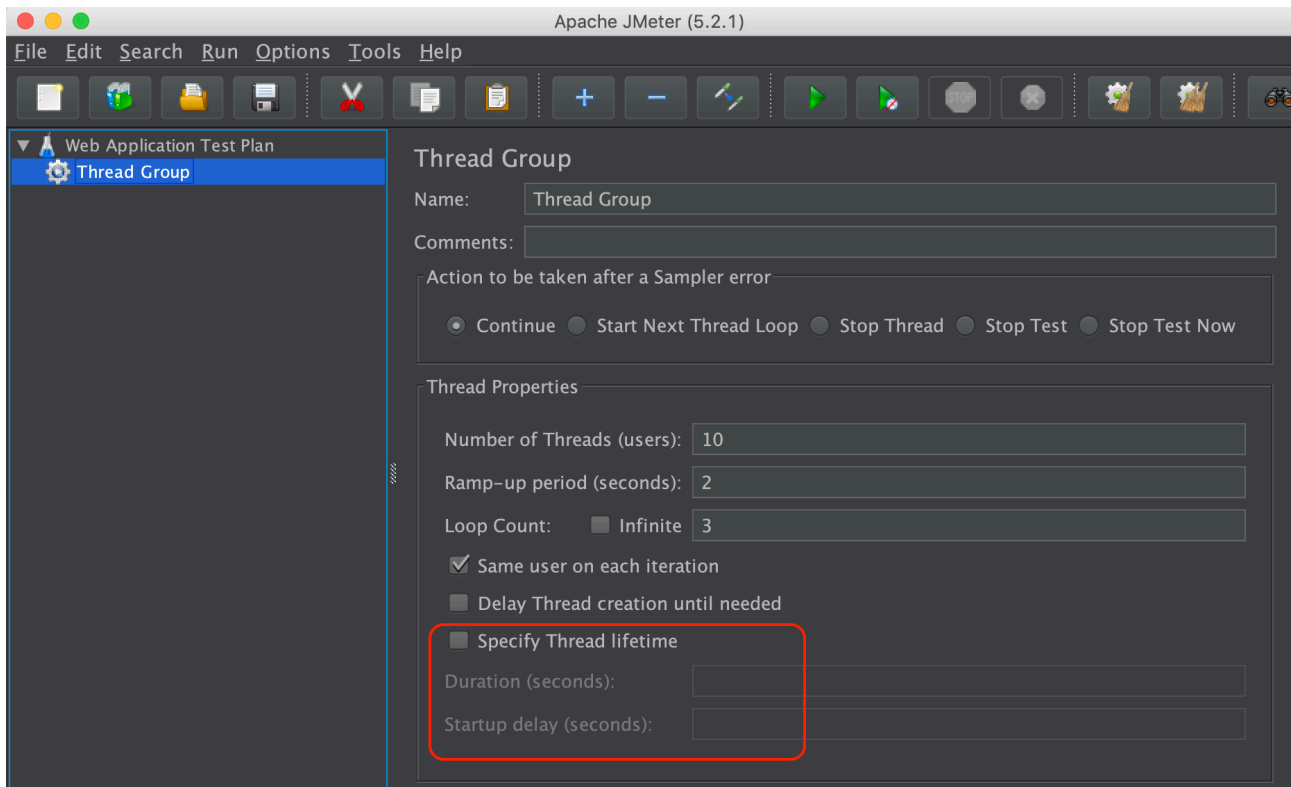 Apache JMeter (5.2.1)
File Edit Search Run Options Tools Help
STOP
Web Application Test Plan
Thread Group
Thread Group
Name: Thread Group
Comments:
Action to be taken after a Sampler error
Continue Start Next Thread Loop Stop Thread Stop Test Stop Test Now
Thread Properties
Number of Threads (users): 10
Ramp-up period (seconds): 2
Loop Count: Infinite 3
Same user on each iteration
Delay Thread creation until needed
Specify Thread lifetime
Duration (seconds):
Startup delay (seconds):